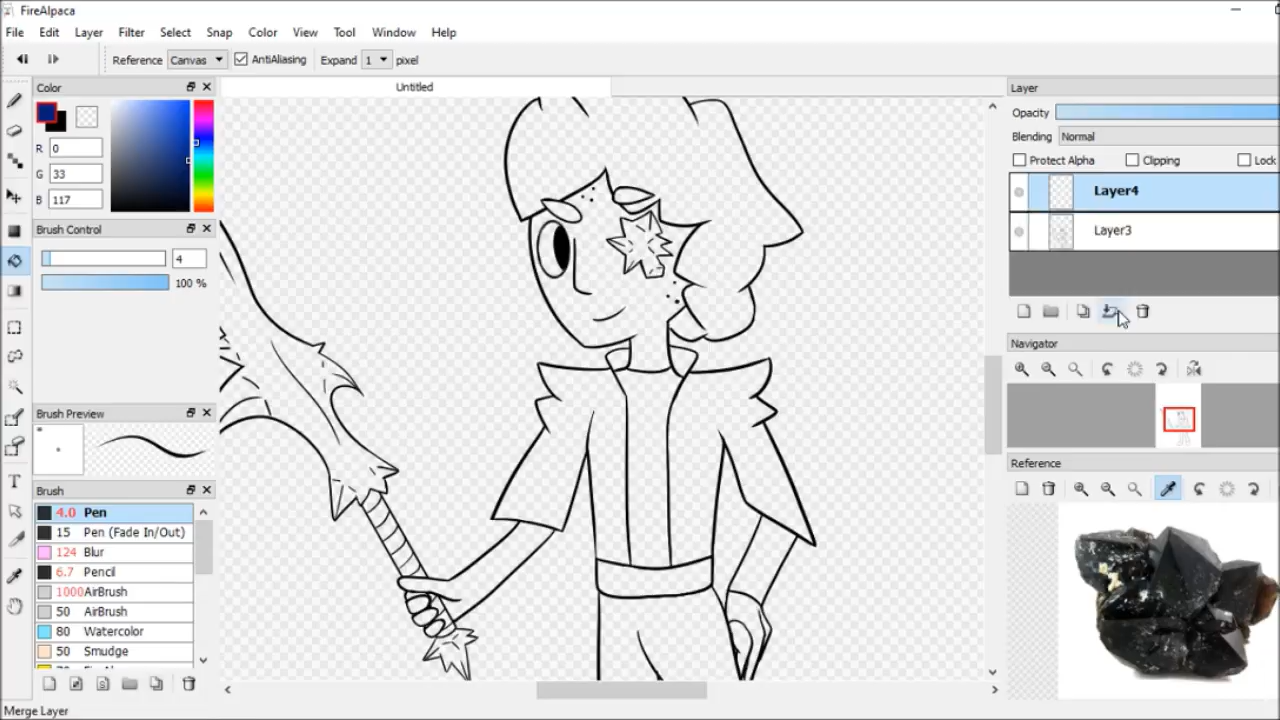 FireAlpaca
File Edit Layer Filter Select Snap Color View Tool Window Help
Reference Canvas AntiAliasing Expand 1 pixel
Color
Untitled
Layer
R 0
G 33
B 117
Opacity
Blending Normal
Protect Alpha Clipping Lock
Layer4
Layer3
Brush Control
4
100 %
Navigator
Brush Preview
Reference
Brush
4.0 Pen
15 Pen (Fade In/Out)
124 Blur
6.7 Pencil
1000 AirBrush
50 AirBrush
80 Watercolor
50 Smudge
Merge Layer